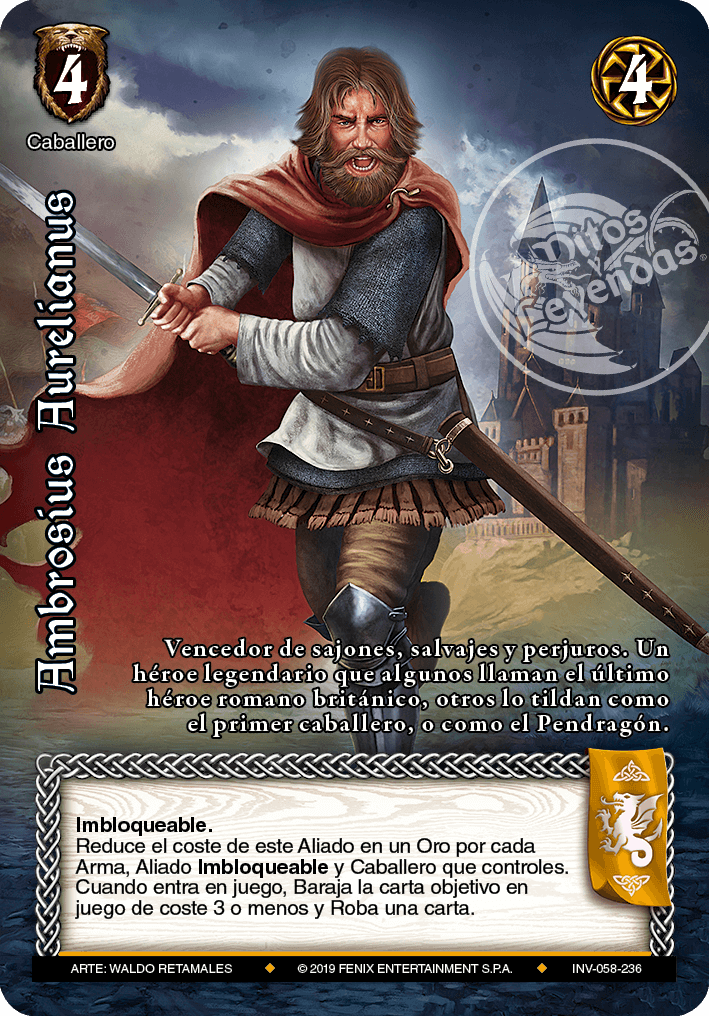 4
4
Caballero
Mitos
y
Leyendas®
Ambrosius Aurelianus
Vencedor de sajones, salvajes y perjuros. Un
héroe legendario que algunos llaman el último
héroe romano británico, otros lo tildan como
el primer caballero, o como el Pendragón.
Imbloqueable.
Reduce el coste de este Aliado en un Oro por cada
Arma, Aliado Imbloqueable y Caballero que controles.
Cuando entra en juego, Baraja la carta objetivo en
juego de coste 3 o menos y Roba una carta.
ARTE: WALDO RETAMALES ◆ © 2019 FENIX ENTERTAINMENT S.P.A. ◆ INV-058-236